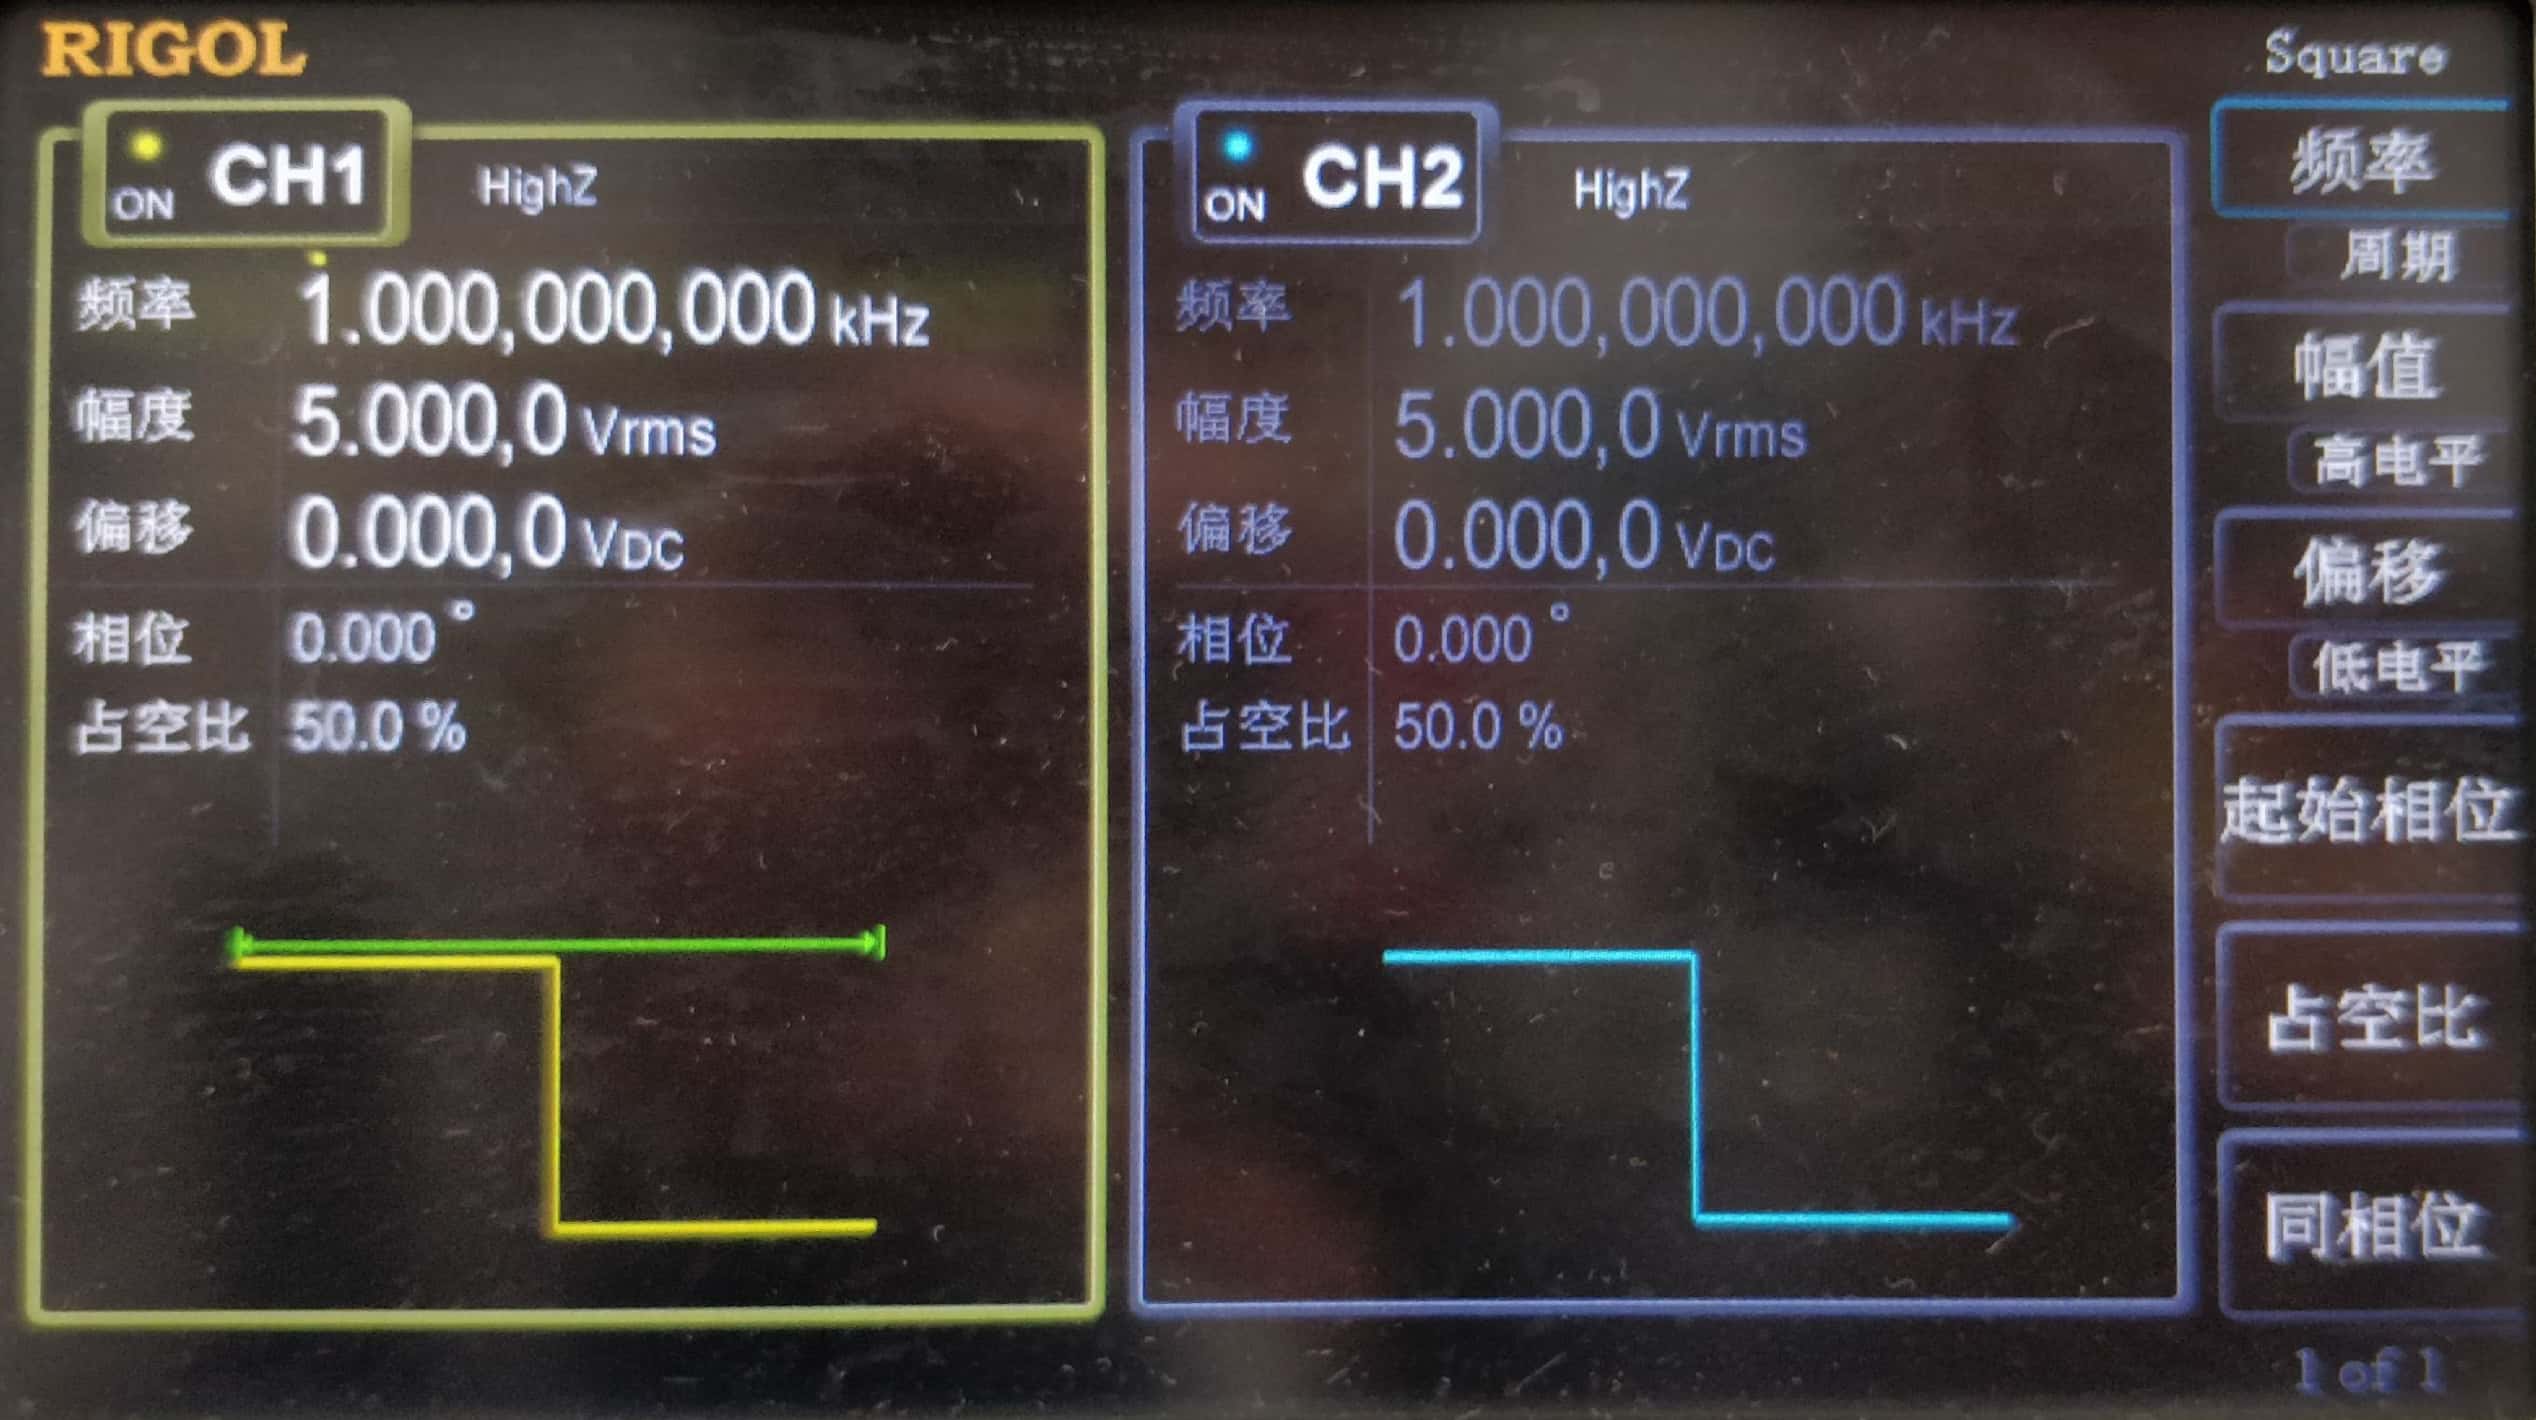 RIGOL
Square
ON CH1 HighZ
频率 1.000,000,000 kHz
幅度 5.000,0 Vrms
偏移 0.000,0 VDC
相位 0.000 °
占空比 50.0 %
ON CH2 HighZ
频率 1.000,000,000 kHz
幅度 5.000,0 Vrms
偏移 0.000,0 VDC
相位 0.000 °
占空比 50.0 %
频率
周期
幅值
高电平
偏移
低电平
起始相位
占空比
同相位
1 of 1